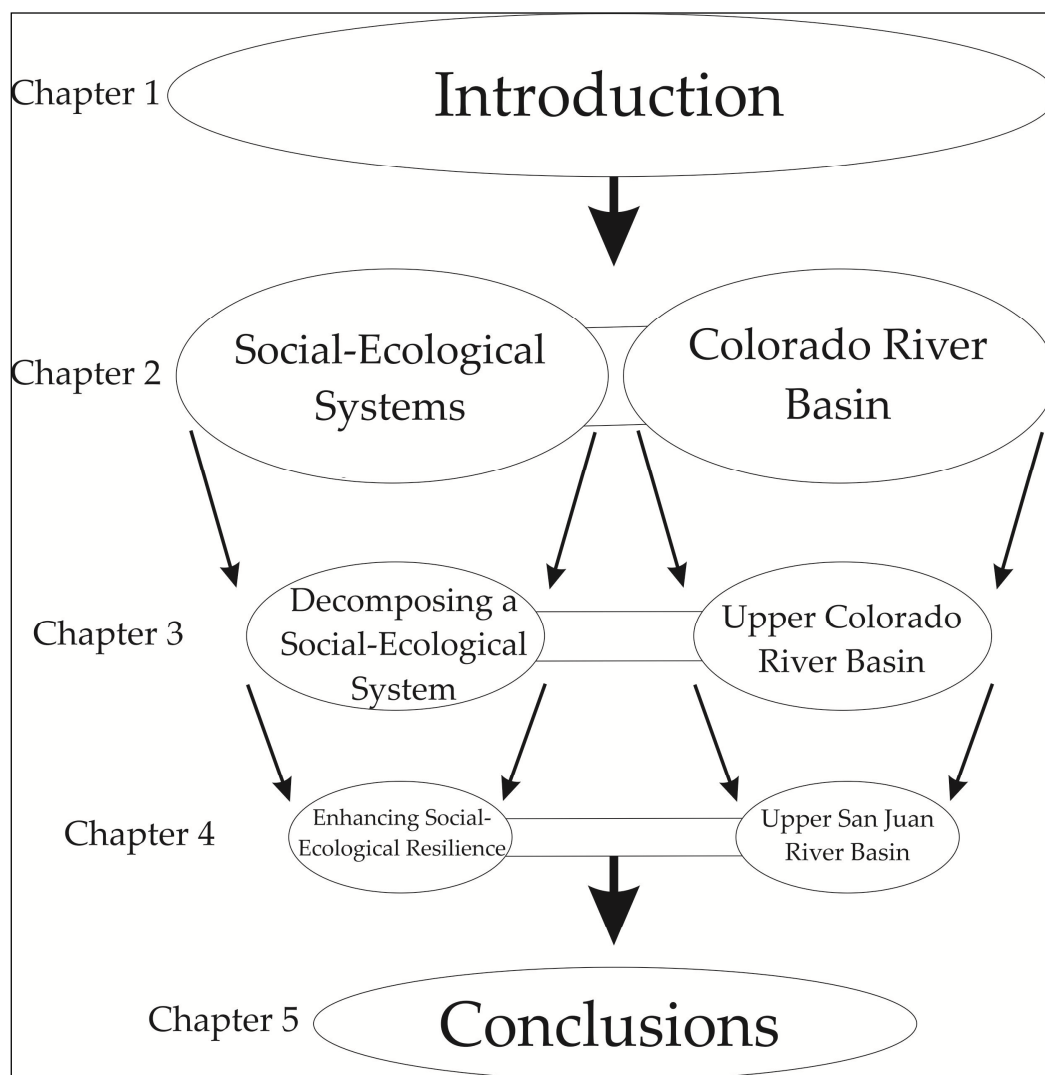 Chapter 1
Introduction
Chapter 2
Social-Ecological
Systems
Colorado River
Basin
Chapter 3
Decomposing a
Social-Ecological
System
Upper Colorado
River Basin
Chapter 4
Enhancing Social-
Ecological Resilience
Upper San Juan
River Basin
Chapter 5
Conclusions